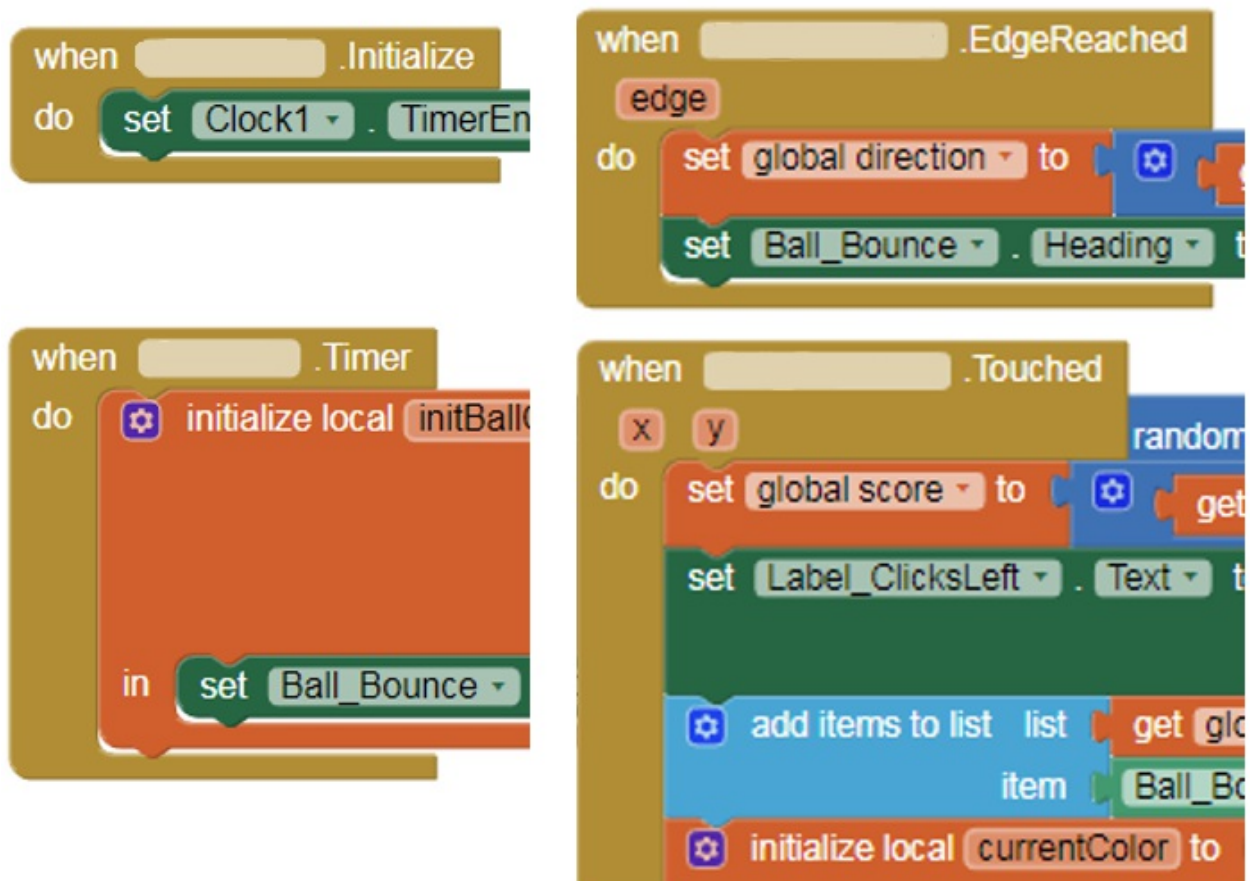 when .Initialize
do set Clock1 . TimerEn
when .EdgeReached
edge
do set global direction to
set Ball_Bounce . Heading
when .Timer
do initialize local initBall
in set Ball_Bounce
when .Touched
x y
random
do set global score to get
set Label_ClicksLeft . Text
add items to list list get glo
item Ball_Bo
initialize local currentColor to